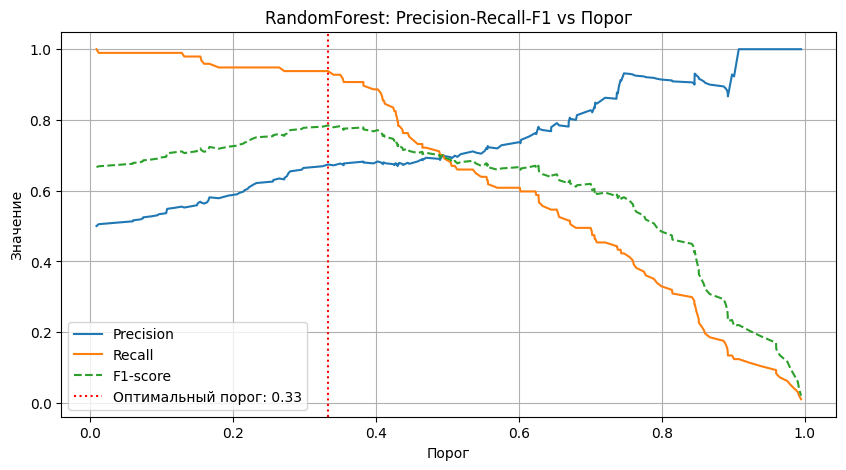 RandomForest: Precision-Recall-F1 vs Порог
Значение
1.0
0.8
0.6
0.4
0.2
0.0
Precision
Recall
F1-score
Оптимальный порог: 0.33
0.0 0.2 0.4 0.6 0.8 1.0
Порог